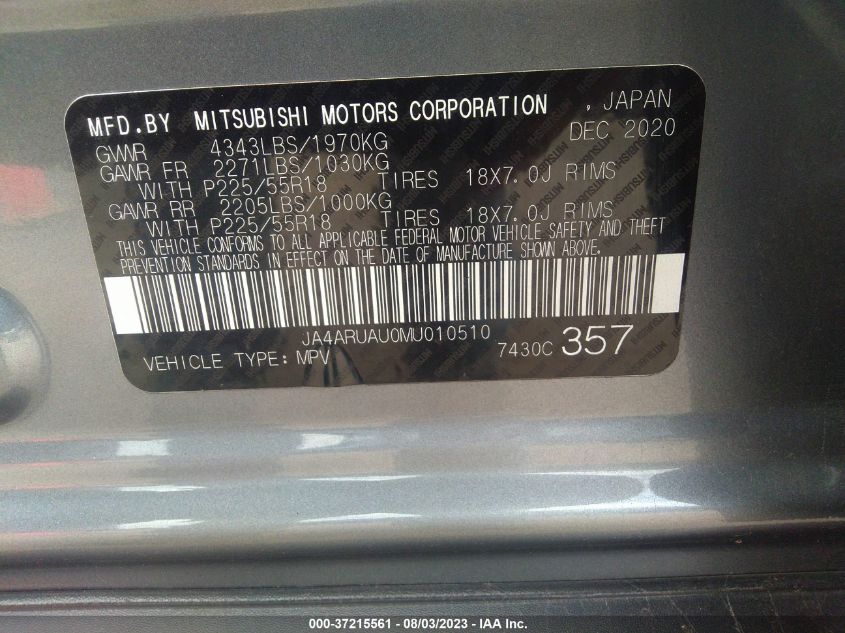 MFD.BY MITSUBISHI MOTORS CORPORATION , JAPAN
GVWR 4343LBS/1970KG DEC 2020
GAWR FR 2271LBS/1030KG
WITH P225/55R18 TIRES 18X7.0J RIMS
GAWR RR 2205LBS/1000KG
WITH P225/55R18 TIRES 18X7.0J RIMS
THIS VEHICLE CONFORMS TO ALL APPLICABLE FEDERAL MOTOR VEHICLE SAFETY AND THEFT
PREVENTION STANDARDS IN EFFECT ON THE DATE OF MANUFACTURE SHOWN ABOVE.
JA4ARUAU0MU010510
VEHICLE TYPE: MPV 7430C 357
000-37215561 - 08/03/2023 - IAA Inc.